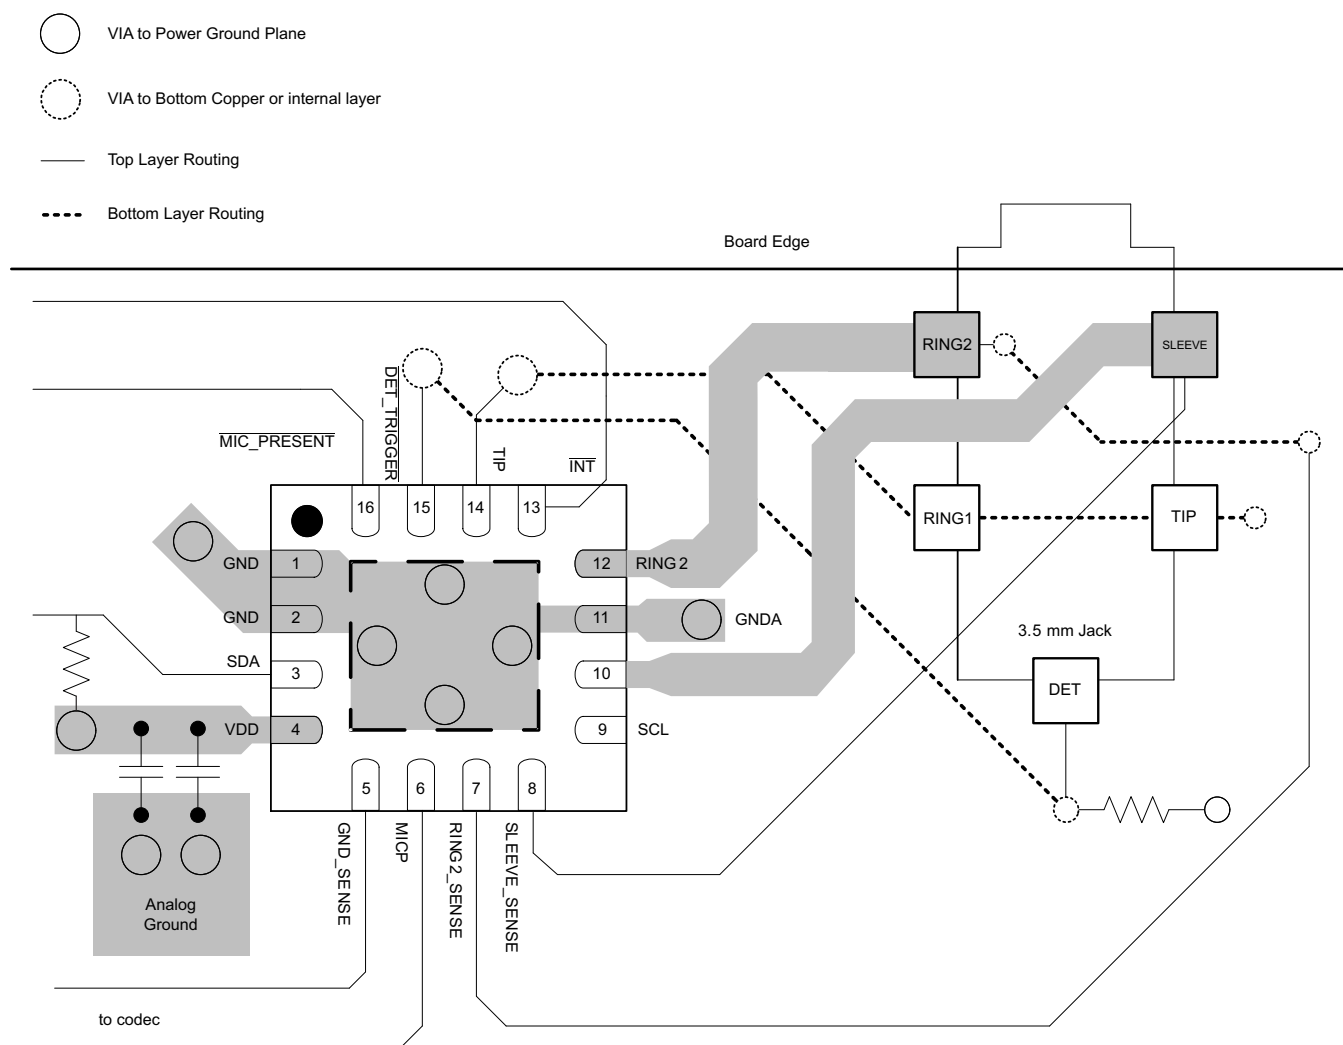 VIA to Power Ground Plane
VIA to Bottom Copper or internal layer
Top Layer Routing
Bottom Layer Routing
Board Edge
RING2
SLEEVE
DET_TRIGGER
MIC_PRESENT
TIP
INT
16
15
14
13
RING1
TIP
GND
1
12
RING2
GND
2
11
GNDA
3.5 mm Jack
SDA
3
10
DET
VDD
4
9
SCL
5
6
7
8
GND_SENSE
MICP
RING2_SENSE
SLEEVE_SENSE
Analog
Ground
to codec